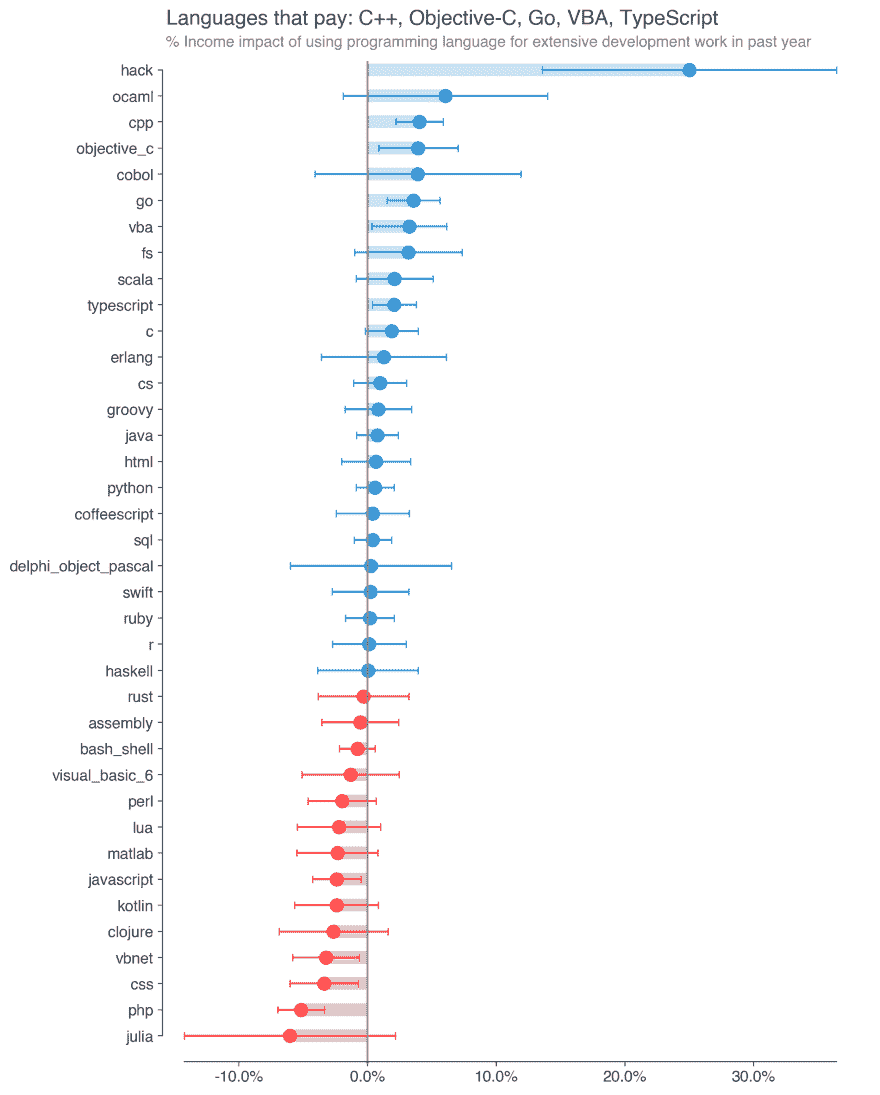 Languages that pay: C++, Objective-C, Go, VBA, TypeScript
% Income impact of using programming language for extensive development work in past year
hack
ocaml
cpp
objective_c
cobol
go
vba
fs
scala
typescript
c
erlang
cs
groovy
java
html
python
coffeescript
sql
delphi_object_pascal
swift
ruby
r
haskell
rust
assembly
bash_shell
visual_basic_6
perl
lua
matlab
javascript
kotlin
clojure
vbnet
css
php
julia
-10.0% 0.0% 10.0% 20.0% 30.0%